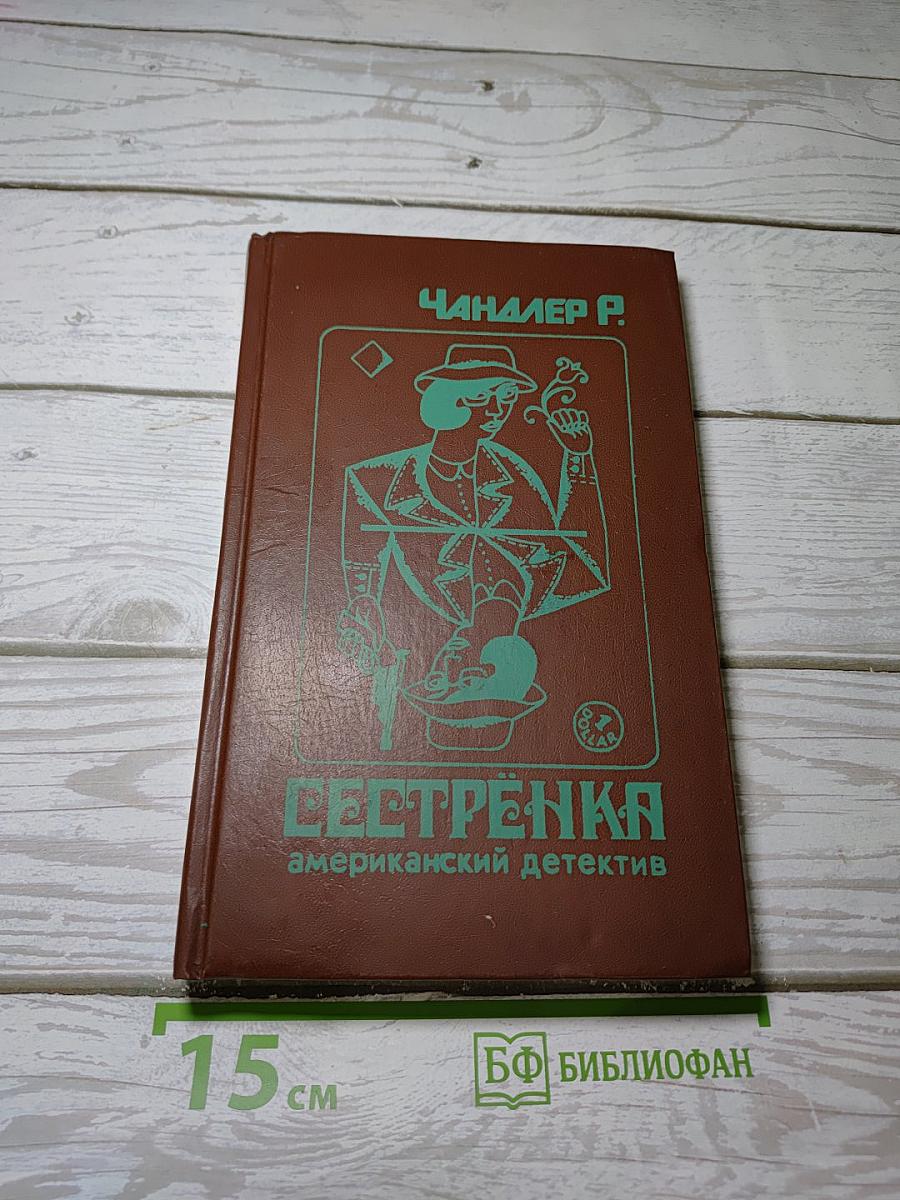 ЧАНДЛЕР Р.
1
DOLLAR
СЕСТРЁНКА
американский детектив
15 см
БФ БИБЛИОФАН